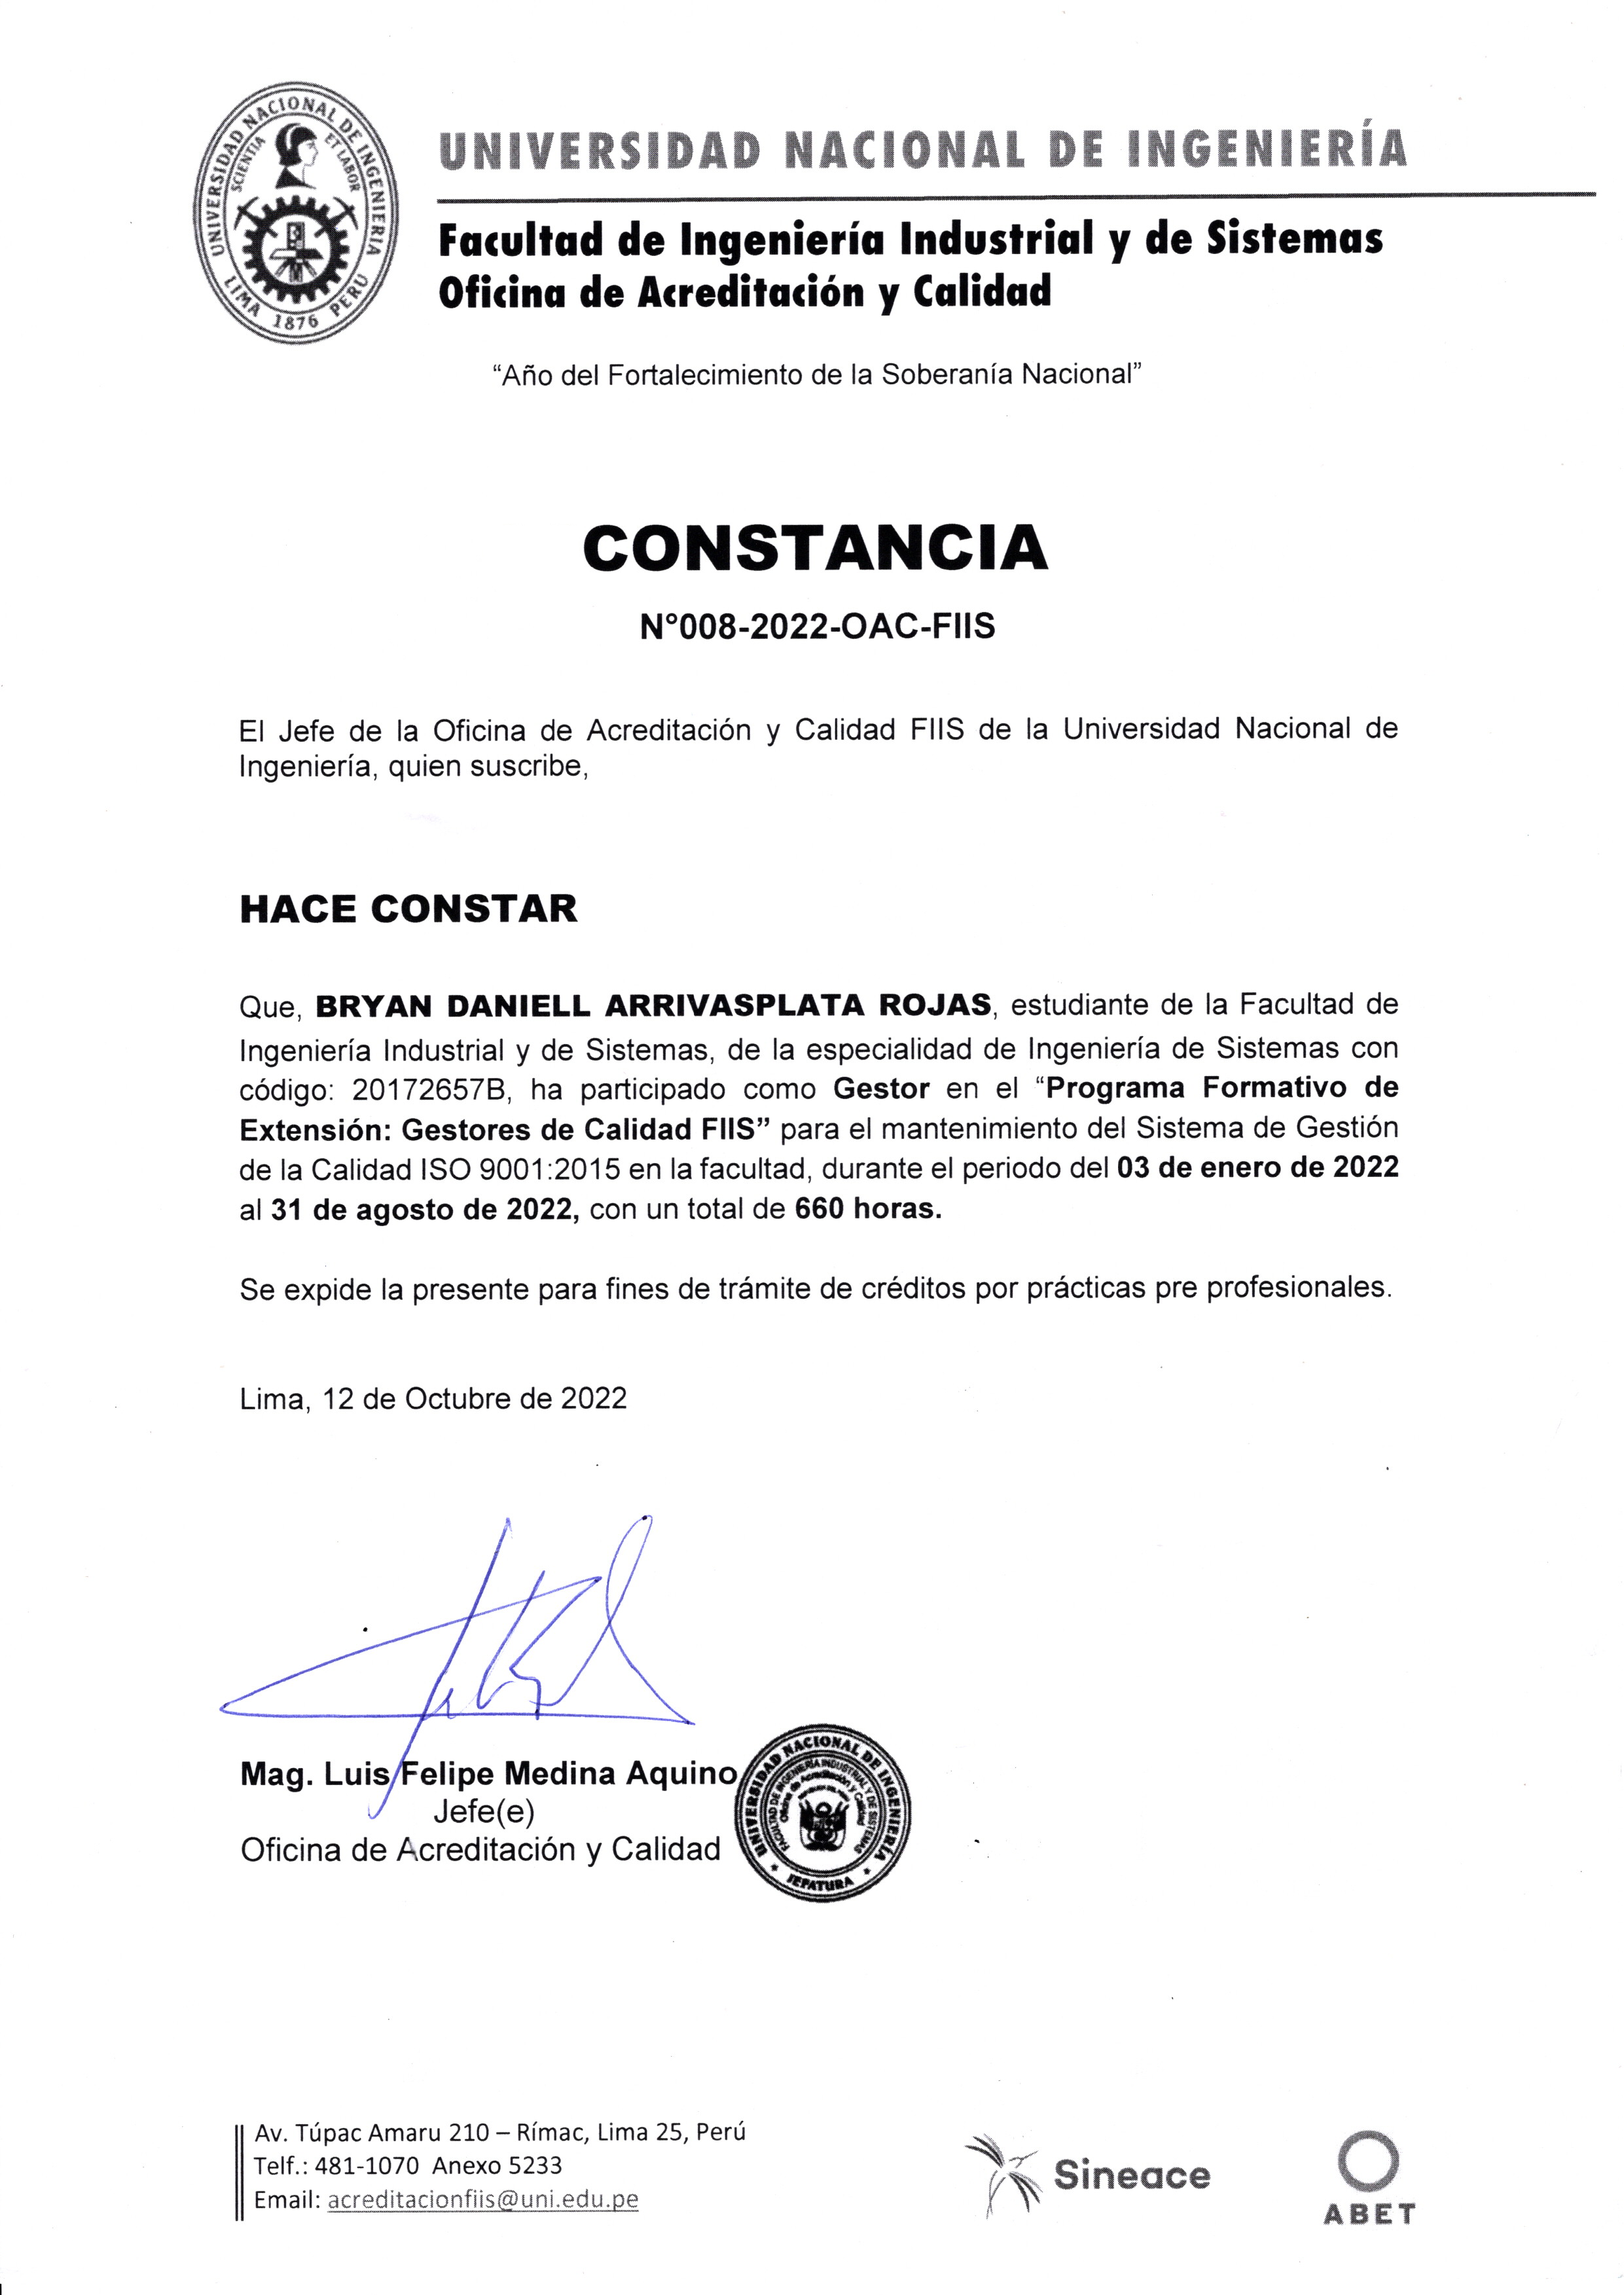 UNIVERSIDAD NACIONAL DE INGENIERIA
SCIENTIA ET LABOR
LIMA 1876 PERU
UNIVERSIDAD NACIONAL DE INGENIERÍA
Facultad de Ingeniería Industrial y de Sistemas
Oficina de Acreditación y Calidad
“Año del Fortalecimiento de la Soberanía Nacional”
CONSTANCIA
N°008-2022-OAC-FIIS
El Jefe de la Oficina de Acreditación y Calidad FIIS de la Universidad Nacional de
Ingeniería, quien suscribe,
HACE CONSTAR
Que, BRYAN DANIELL ARRIVASPLATA ROJAS, estudiante de la Facultad de
Ingeniería Industrial y de Sistemas, de la especialidad de Ingeniería de Sistemas con
código: 20172657B, ha participado como Gestor en el “Programa Formativo de
Extensión: Gestores de Calidad FIIS” para el mantenimiento del Sistema de Gestión
de la Calidad ISO 9001:2015 en la facultad, durante el periodo del 03 de enero de 2022
al 31 de agosto de 2022, con un total de 660 horas.
Se expide la presente para fines de trámite de créditos por prácticas pre profesionales.
Lima, 12 de Octubre de 2022
Mag. Luis Felipe Medina Aquino
Jefe(e)
Oficina de Acreditación y Calidad
UNIVERSIDAD NACIONAL DE INGENIERÍA
FACULTAD DE INGENIERÍA INDUSTRIAL Y DE SISTEMAS
Oficina de Acreditación y Calidad
JEFATURA
Av. Túpac Amaru 210 – Rímac, Lima 25, Perú
Telf.: 481-1070 Anexo 5233
Email: acreditacionfiis@uni.edu.pe
Sineace
ABET